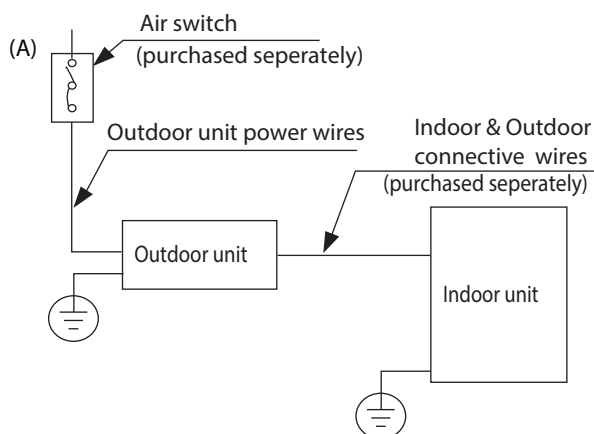 (A)
Air switch
(purchased seperately)
Outdoor unit power wires
Indoor & Outdoor
connective wires
(purchased seperately)
Outdoor unit
Indoor unit